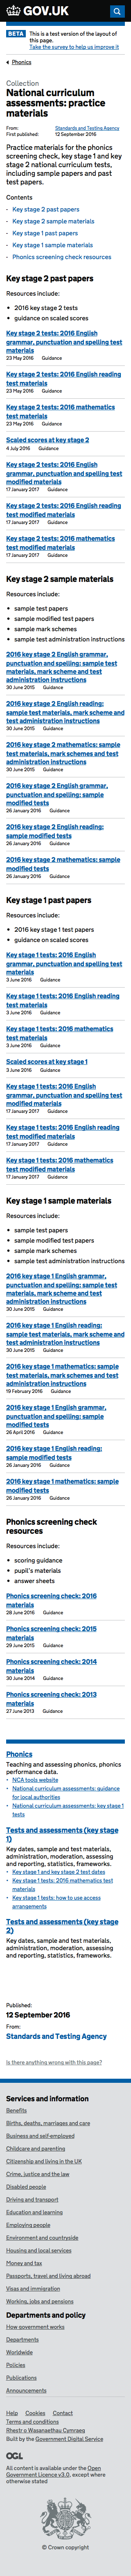 GOV.UK
BETA This is a test version of the layout of this page.
Take the survey to help us improve it
Phonics
Collection
National curriculum
assessments: practice
materials
From: Standards and Testing Agency
First published: 12 September 2016
Practice materials for the phonics
screening check, key stage 1 and key
stage 2 national curriculum tests,
including sample assessments and
past papers.
Contents
- Key stage 2 past papers
- Key stage 2 sample materials
- Key stage 1 past papers
- Key stage 1 sample materials
- Phonics screening check resources
Key stage 2 past papers
Resources include:
• 2016 key stage 2 tests
• guidance on scaled scores
Key stage 2 tests: 2016 English
grammar, punctuation and spelling test
materials
23 May 2016 Guidance
Key stage 2 tests: 2016 English reading
test materials
23 May 2016 Guidance
Key stage 2 tests: 2016 mathematics
test materials
23 May 2016 Guidance
Scaled scores at key stage 2
4 July 2016 Guidance
Key stage 2 tests: 2016 English
grammar, punctuation and spelling test
modified materials
17 January 2017 Guidance
Key stage 2 tests: 2016 English reading
test modified materials
17 January 2017 Guidance
Key stage 2 tests: 2016 mathematics
test modified materials
17 January 2017 Guidance
Key stage 2 sample materials
Resources include:
• sample test papers
• sample modified test papers
• sample mark schemes
• sample test administration instructions
2016 key stage 2 English grammar,
punctuation and spelling: sample test
materials, mark scheme and test
administration instructions
30 June 2015 Guidance
2016 key stage 2 English reading:
sample test materials, mark scheme and
test administration instructions
30 June 2015 Guidance
2016 key stage 2 mathematics: sample
test materials, mark schemes and test
administration instructions
30 June 2015 Guidance
2016 key stage 2 English grammar,
punctuation and spelling: sample
modified tests
26 January 2016 Guidance
2016 key stage 2 English reading:
sample modified tests
26 January 2016 Guidance
2016 key stage 2 mathematics: sample
modified tests
26 January 2016 Guidance
Key stage 1 past papers
Resources include:
• 2016 key stage 1 test papers
• guidance on scaled scores
Key stage 1 tests: 2016 English
grammar, punctuation and spelling test
materials
3 June 2016 Guidance
Key stage 1 tests: 2016 English reading
test materials
3 June 2016 Guidance
Key stage 1 tests: 2016 mathematics
test materials
3 June 2016 Guidance
Scaled scores at key stage 1
3 June 2016 Guidance
Key stage 1 tests: 2016 English
grammar, punctuation and spelling test
modified materials
17 January 2017 Guidance
Key stage 1 tests: 2016 English reading
test modified materials
17 January 2017 Guidance
Key stage 1 tests: 2016 mathematics
test modified materials
17 January 2017 Guidance
Key stage 1 sample materials
Resources include:
• sample test papers
• sample modified test papers
• sample mark schemes
• sample test administration instructions
2016 key stage 1 English grammar,
punctuation and spelling: sample test
materials, mark scheme and test
administration instructions
30 June 2015 Guidance
2016 key stage 1 English reading:
sample test materials, mark scheme and
test administration instructions
30 June 2015 Guidance
2016 key stage 1 mathematics: sample
test materials, mark schemes and test
administration instructions
19 February 2016 Guidance
2016 key stage 1 English grammar,
punctuation and spelling: sample
modified tests
26 April 2016 Guidance
2016 key stage 1 English reading:
sample modified tests
26 January 2016 Guidance
2016 key stage 1 mathematics: sample
modified tests
26 January 2016 Guidance
Phonics screening check
resources
Resources include:
• scoring guidance
• pupil's materials
• answer sheets
Phonics screening check: 2016
materials
28 June 2016 Guidance
Phonics screening check: 2015
materials
29 June 2015 Guidance
Phonics screening check: 2014
materials
30 June 2014 Guidance
Phonics screening check: 2013
materials
27 June 2013 Guidance
Phonics
Teaching and assessing phonics, phonics
performance data.
• NCA tools website
• National curriculum assessments: guidance
for local authorities
• National curriculum assessments: key stage 1
tests
Tests and assessments (key stage
1)
Key dates, sample and test materials,
administration, moderation, assessing
and reporting attainment, statistics,
frameworks.
• Key stage 1 and key stage 2 test dates
• Key stage 1 tests: 2016 mathematics test
materials
• Key stage 1 tests: how to use access
arrangements
Tests and assessments (key stage
2)
Key dates, sample and test materials,
administration, moderation, assessing
and reporting attainment, statistics,
frameworks.
Published:
12 September 2016
From:
Standards and Testing Agency
Is there anything wrong with this page?
Services and information
Benefits
Births, deaths, marriages and care
Business and self-employed
Childcare and parenting
Citizenship and living in the UK
Crime, justice and the law
Disabled people
Driving and transport
Education and learning
Employing people
Environment and countryside
Housing and local services
Money and tax
Passports, travel and living abroad
Visas and immigration
Working, jobs and pensions
Departments and policy
How government works
Departments
Worldwide
Policies
Publications
Announcements
Help Cookies Contact
Terms and conditions
Rhestr o Wasanaethau Cymraeg
Built by the Government Digital Service
OGL
All content is available under the Open
Government Licence v3.0, except where
otherwise stated
© Crown copyright